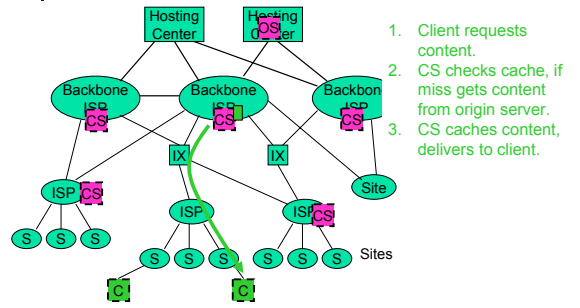 Hosting
Center
Hosting
Center
OS
Backbone
ISP
CS
Backbone
ISP
CS
Backbone
ISP
CS
IX
IX
ISP
CS
ISP
ISP
CS
Site
S
S
S
S
S
S
S
S
S
Sites
C
C
1. Client requests
content.
2. CS checks cache, if
miss gets content
from origin server.
3. CS caches content,
delivers to client.